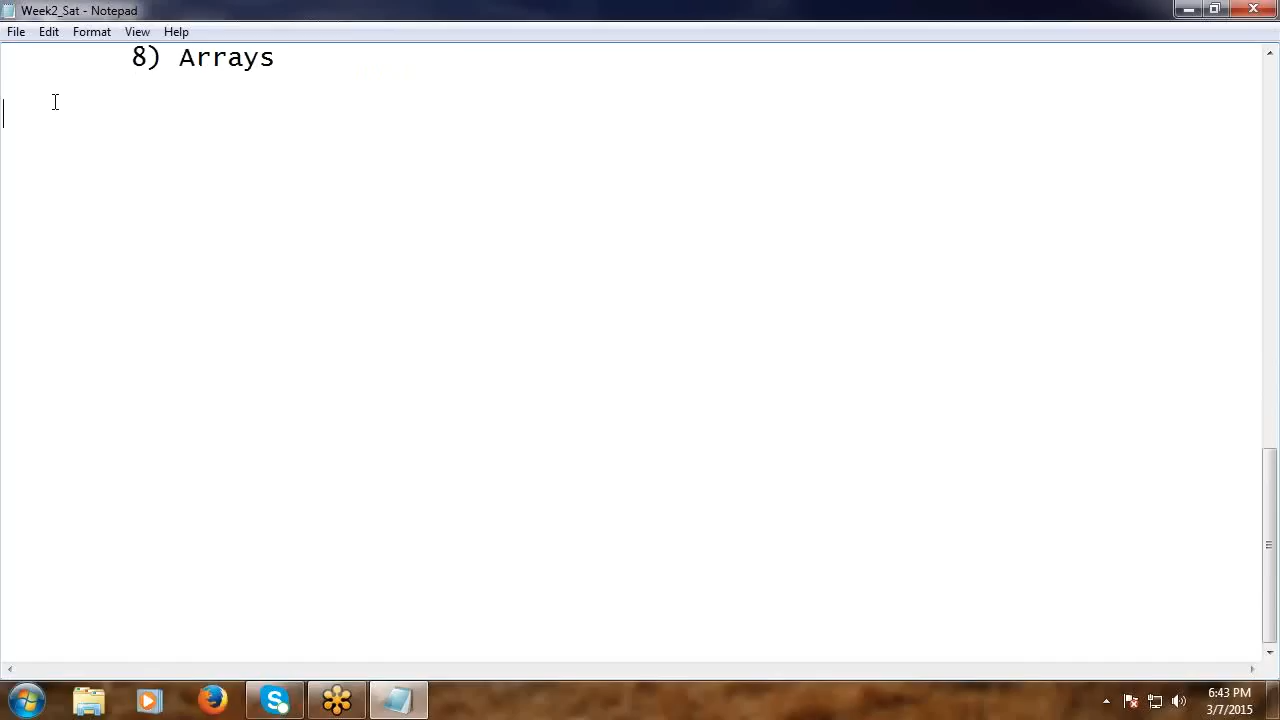 Week2_Sat - Notepad
File Edit Format View Help
8) Arrays
6:43 PM
3/7/2015